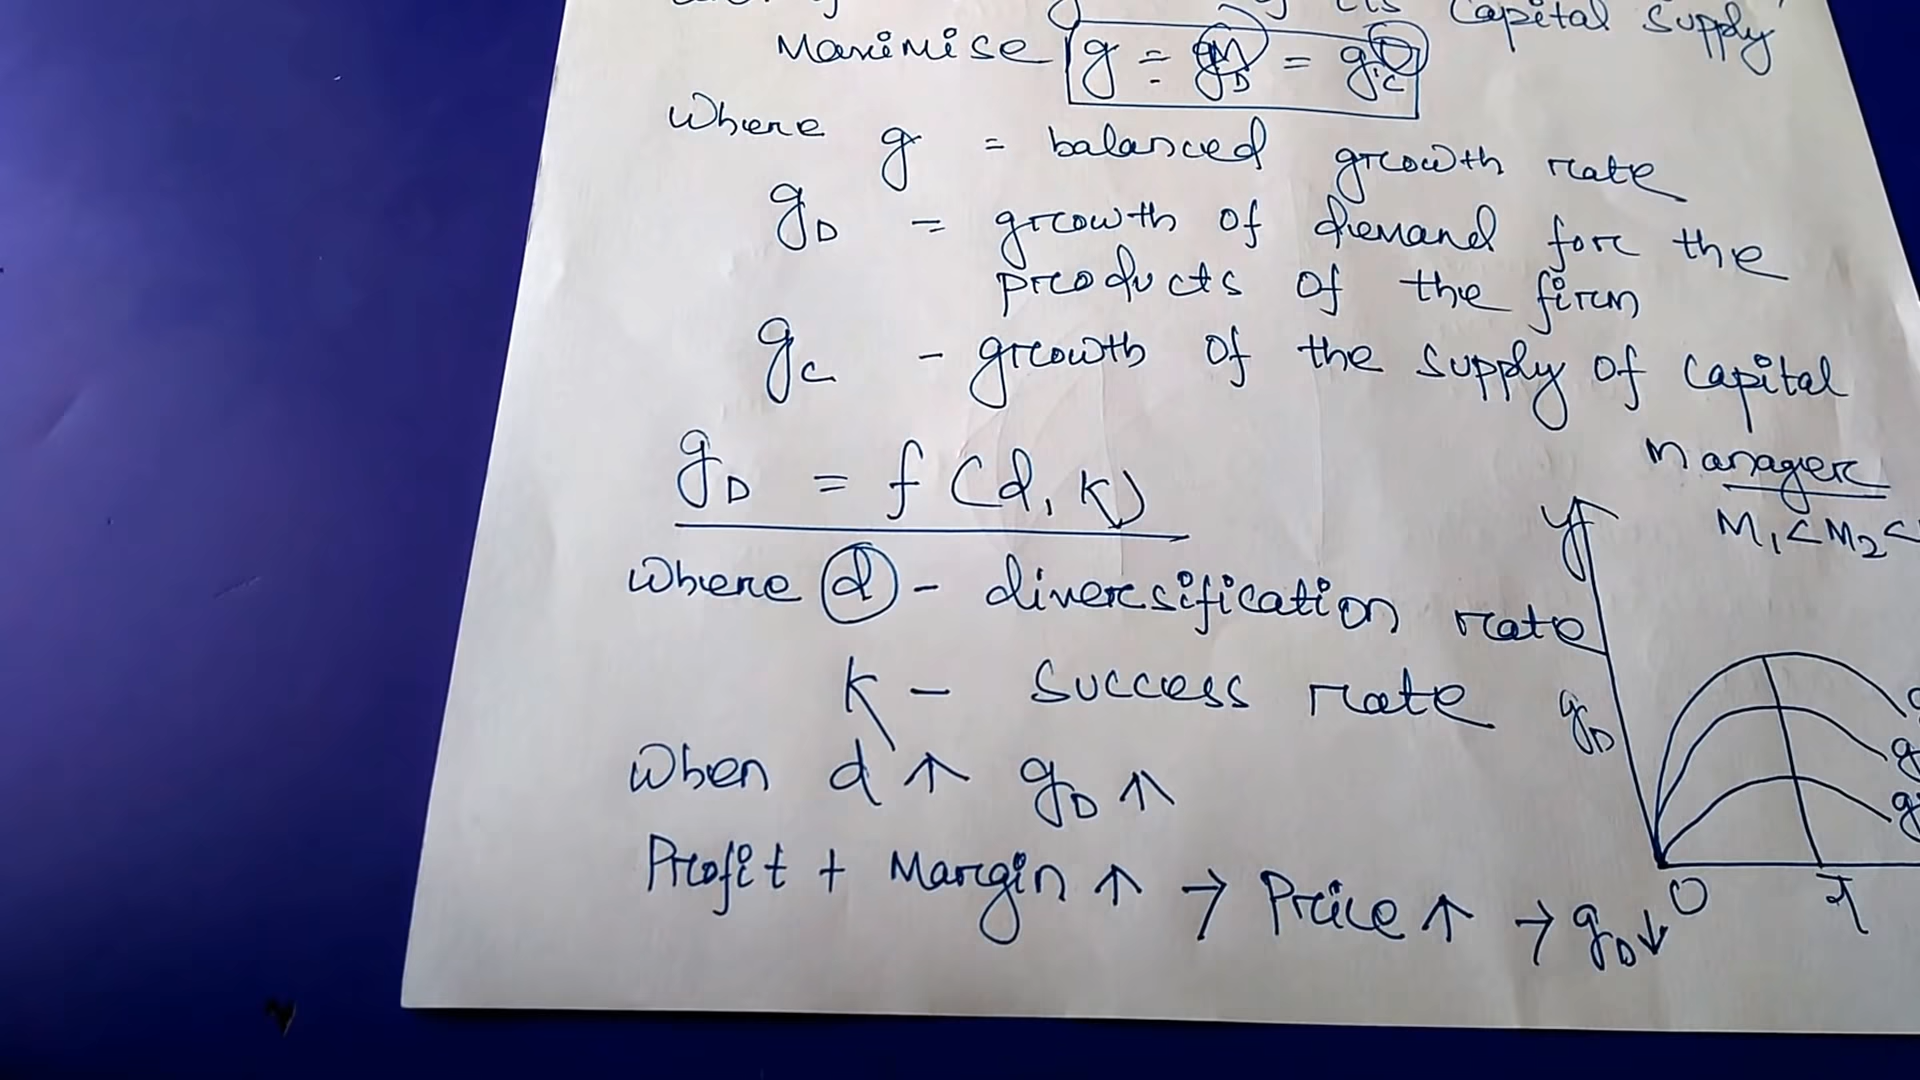 its Capital Supply
Maximise g = gD = gC
Where g = balanced growth rate
gD = growth of demand for the
products of the firm
gC - growth of the supply of capital
gD = f (d, k)
Where d - diversification rate
k - Success rate
When d ↑ gD ↑
Profit + Margin ↑ → Price ↑ → gD ↓
Manager
M1 < M2 <
gD
O